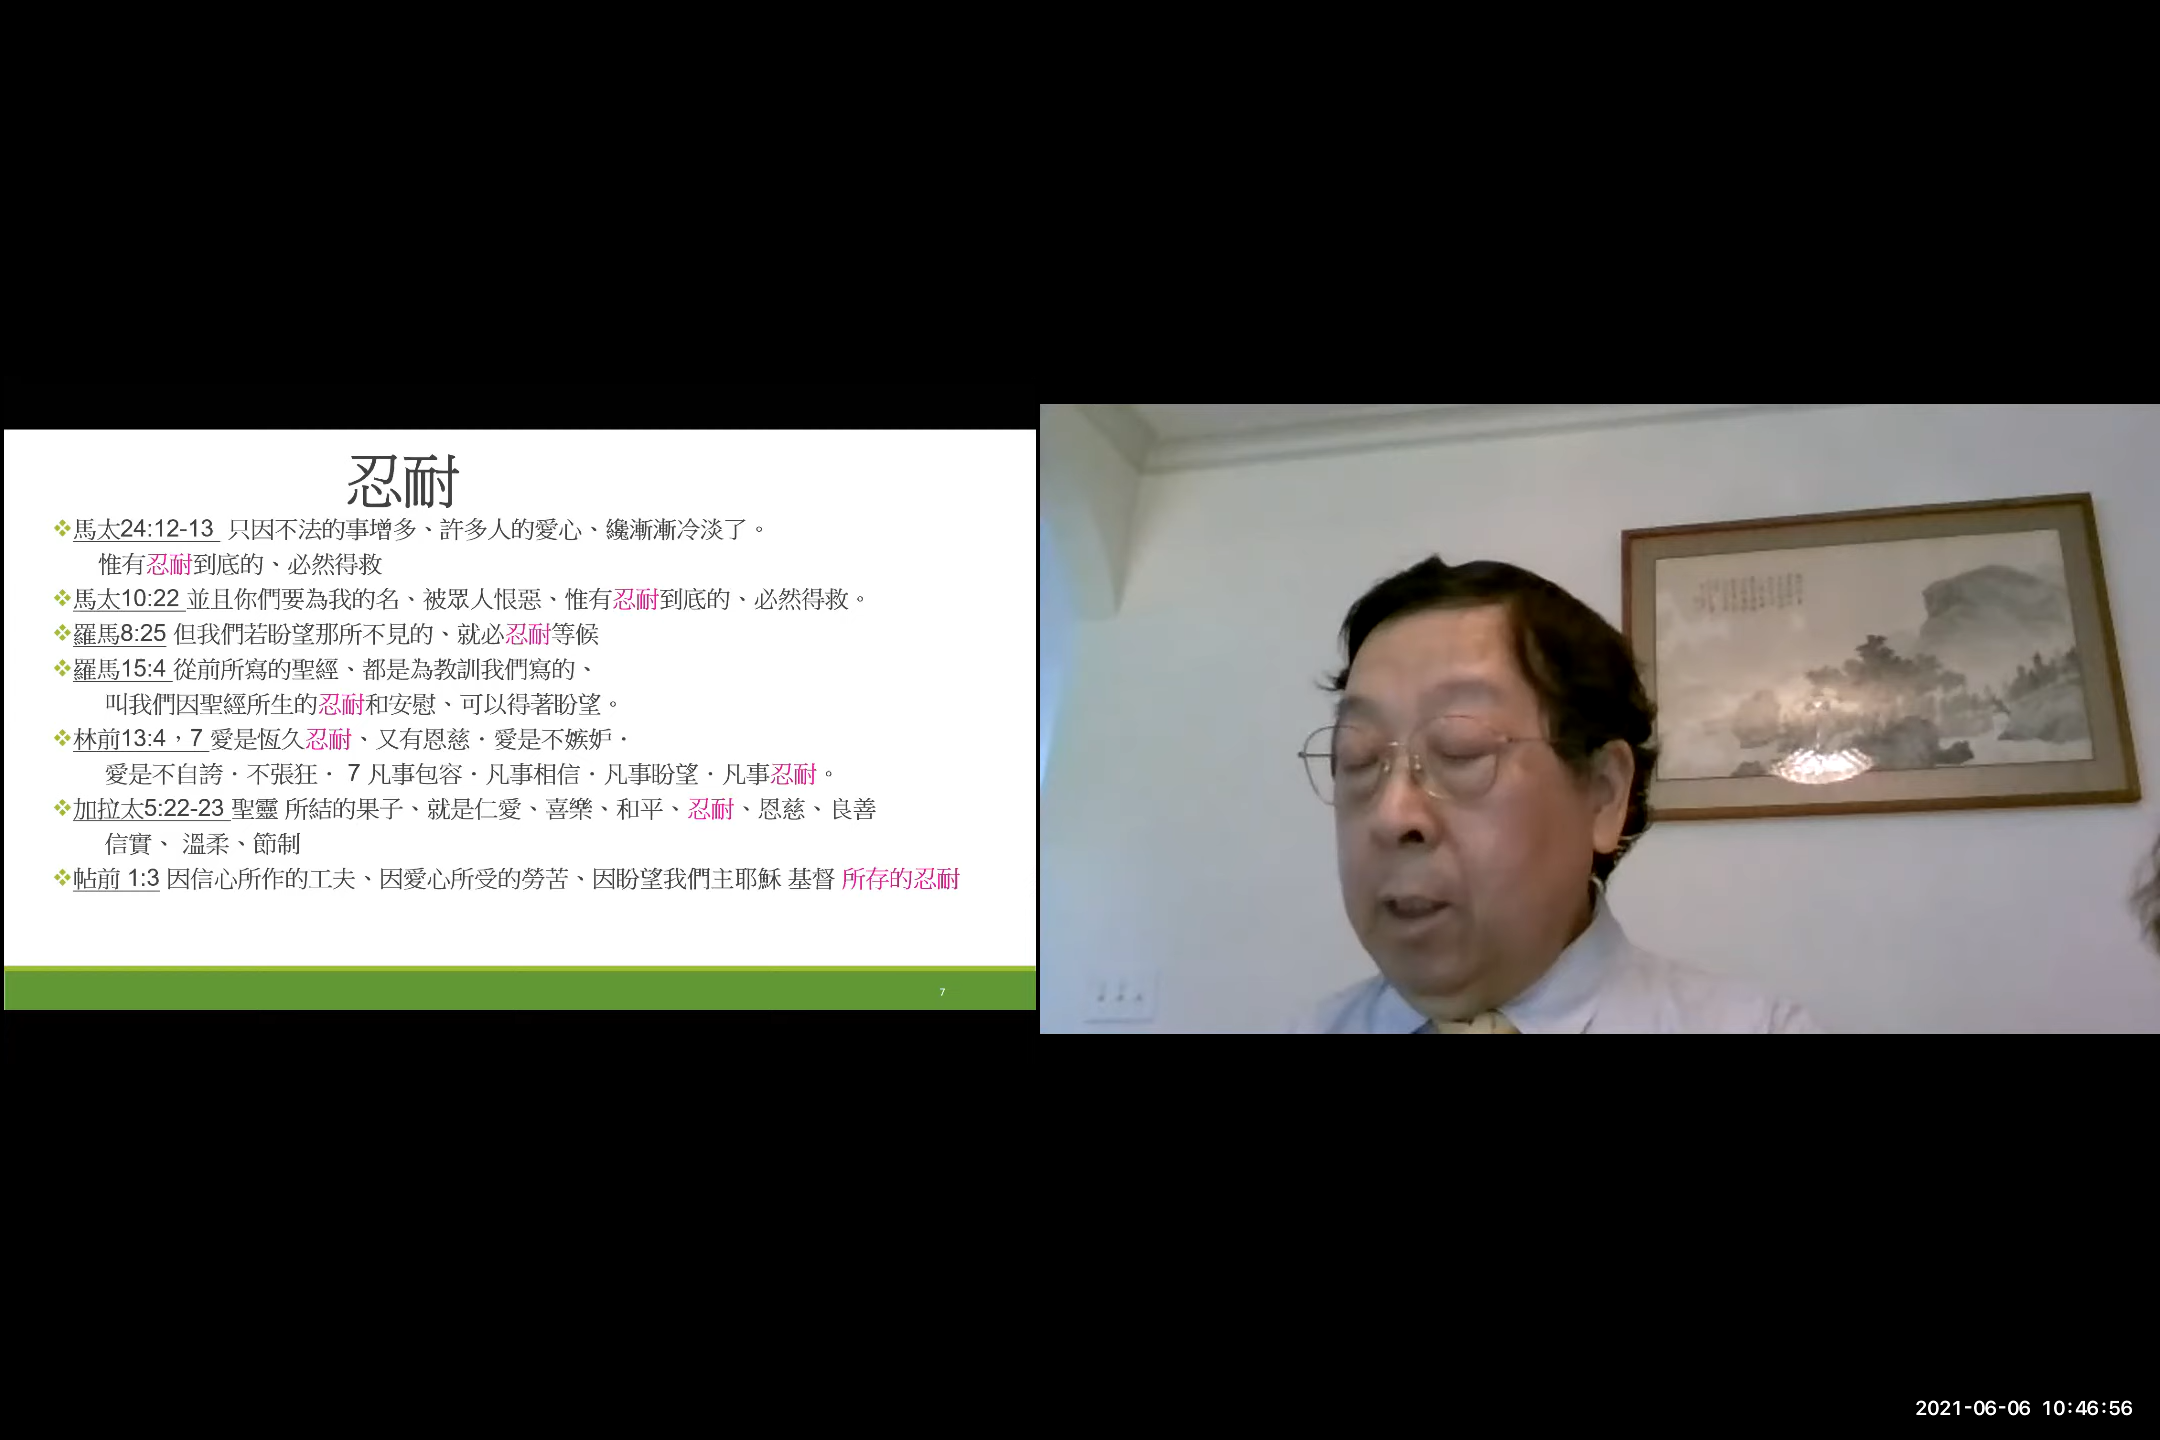 忍耐
❖馬太24:12-13 只因不法的事增多、許多人的愛心、纔漸漸冷淡了。
惟有忍耐到底的、必然得救
❖馬太10:22 並且你們要為我的名、被眾人恨惡、惟有忍耐到底的、必然得救。
❖羅馬8:25 但我們若盼望那所不見的、就必忍耐等候
❖羅馬15:4 從前所寫的聖經、都是為教訓我們寫的、
叫我們因聖經所生的忍耐和安慰、可以得著盼望。
❖林前13:4，7 愛是恆久忍耐、又有恩慈．愛是不嫉妒．
愛是不自誇．不張狂． 7 凡事包容．凡事相信．凡事盼望．凡事忍耐。
❖加拉太5:22-23 聖靈 所結的果子、就是仁愛、喜樂、和平、忍耐、恩慈、良善
信實、 溫柔、節制
❖帖前 1:3 因信心所作的工夫、因愛心所受的勞苦、因盼望我們主耶穌 基督 所存的忍耐
7
2021-06-06 10:46:56